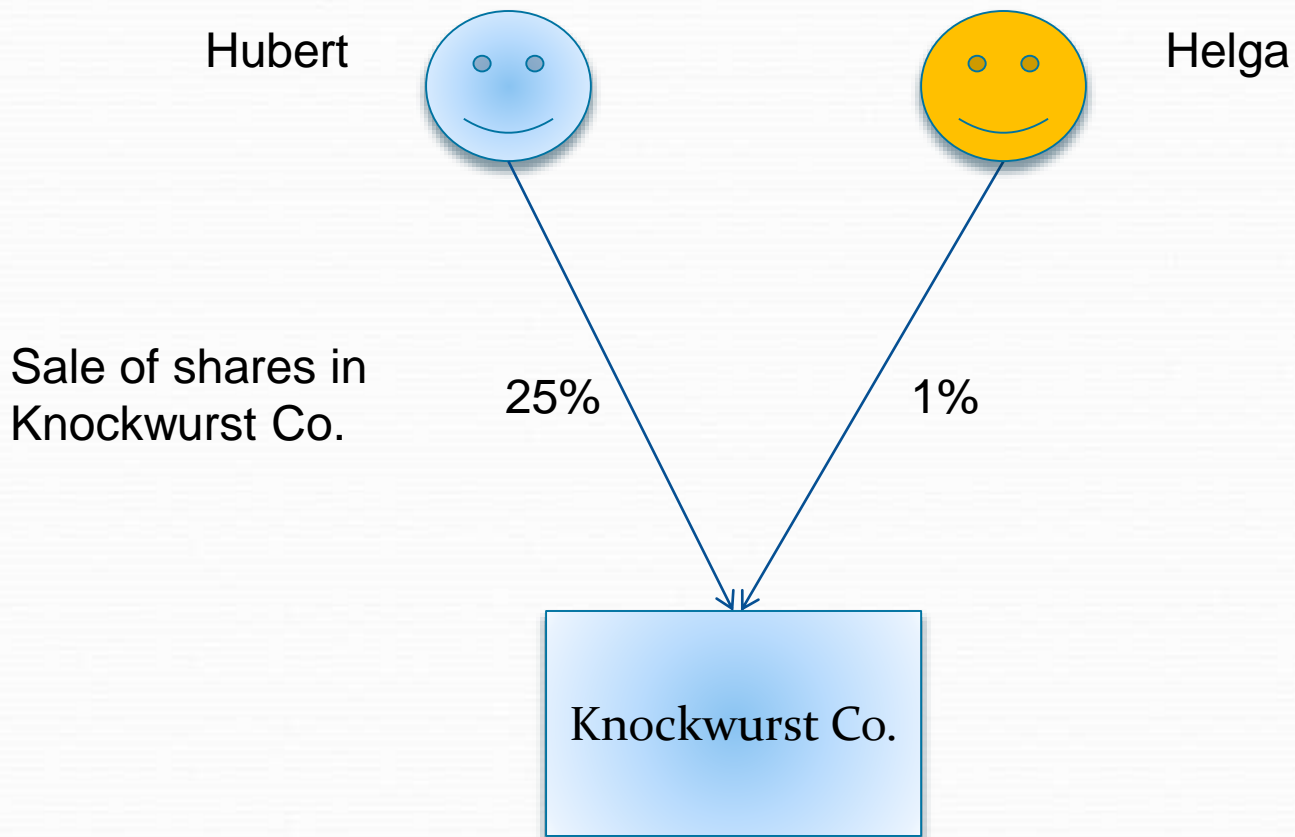 Hubert
Helga
Sale of shares in
Knockwurst Co.
25%
1%
Knockwurst Co.